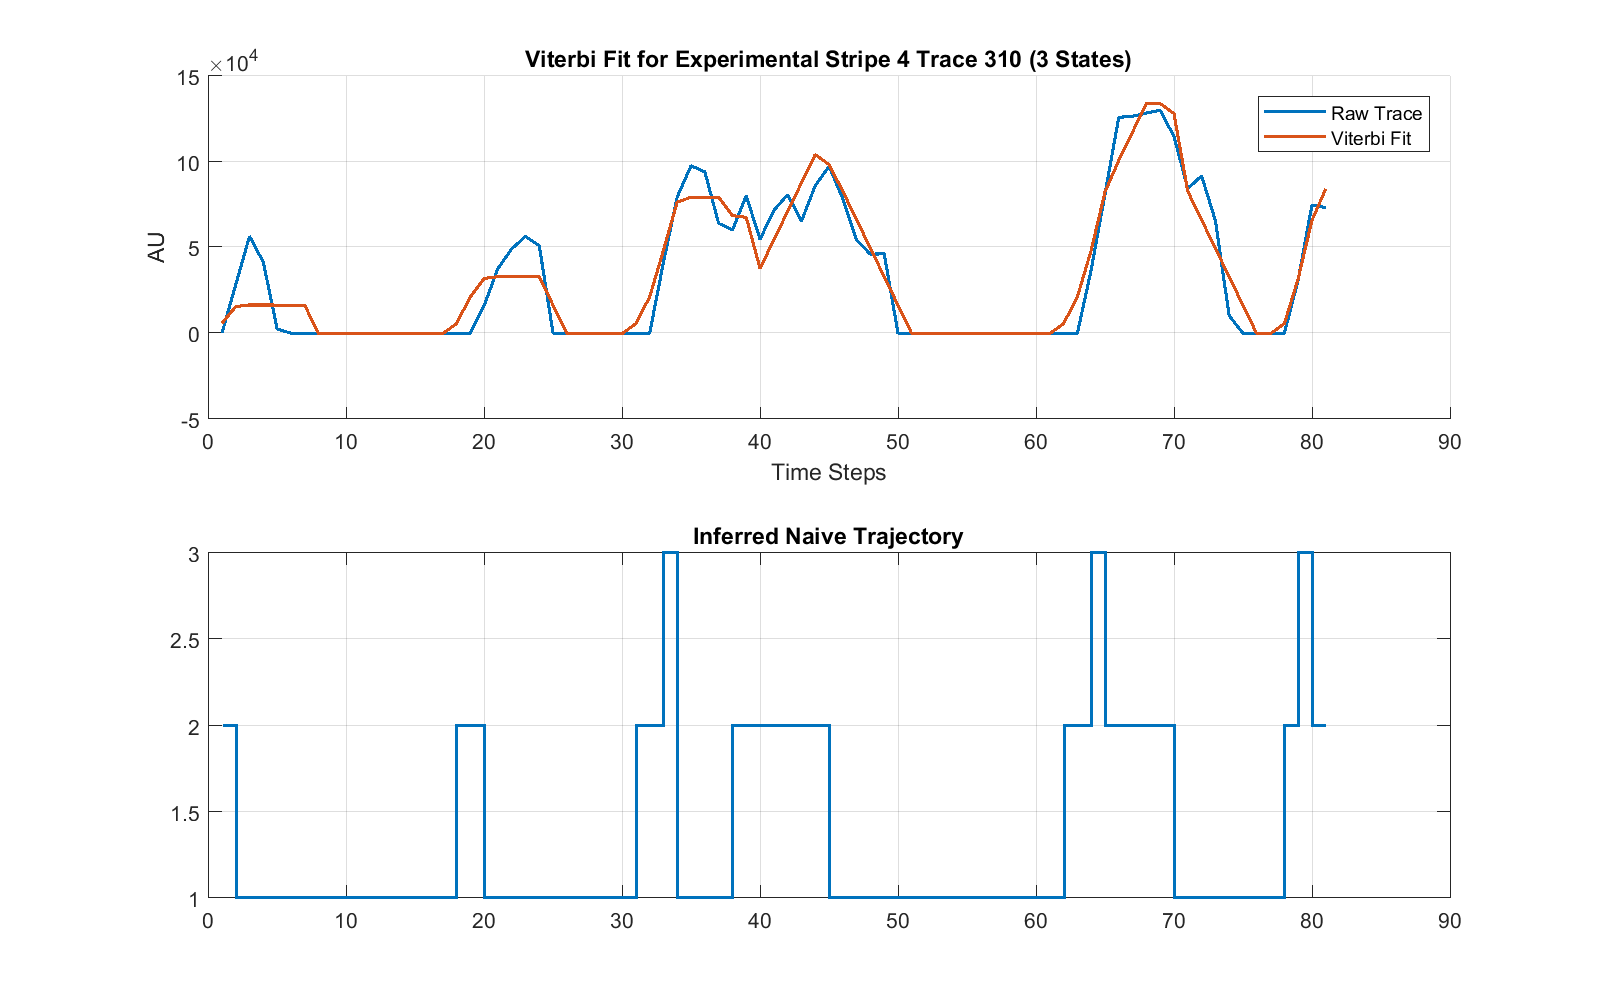 Viterbi Fit for Experimental Stripe 4 Trace 310 (3 States)
×10⁴
15
10
5
0
-5
AU
Raw Trace
Viterbi Fit
0 10 20 30 40 50 60 70 80 90
Time Steps
Inferred Naive Trajectory
3
2.5
2
1.5
1
0 10 20 30 40 50 60 70 80 90